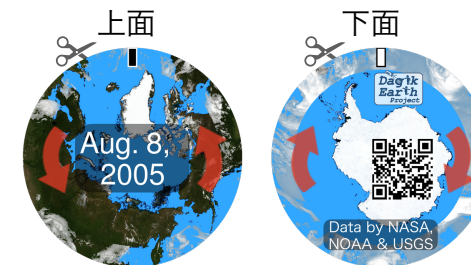 上面
下面
Aug. 8,
2005
Dagik
Earth
Project
Data by NASA,
NOAA & USGS